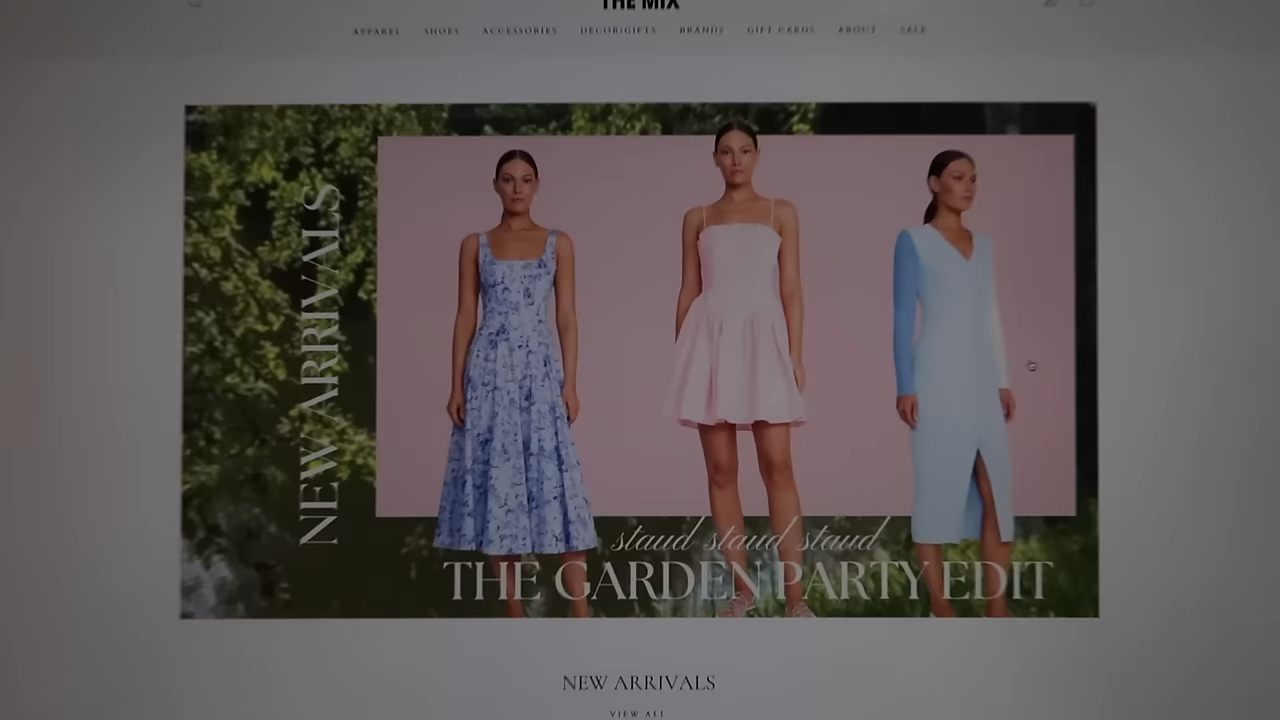 THE MIX
APPAREL SHOES ACCESSORIES DECOR/GIFTS BRANDS GIFT CARDS ABOUT SALE
NEW ARRIVALS
staud staud staud
THE GARDEN PARTY EDIT
NEW ARRIVALS
VIEW ALL